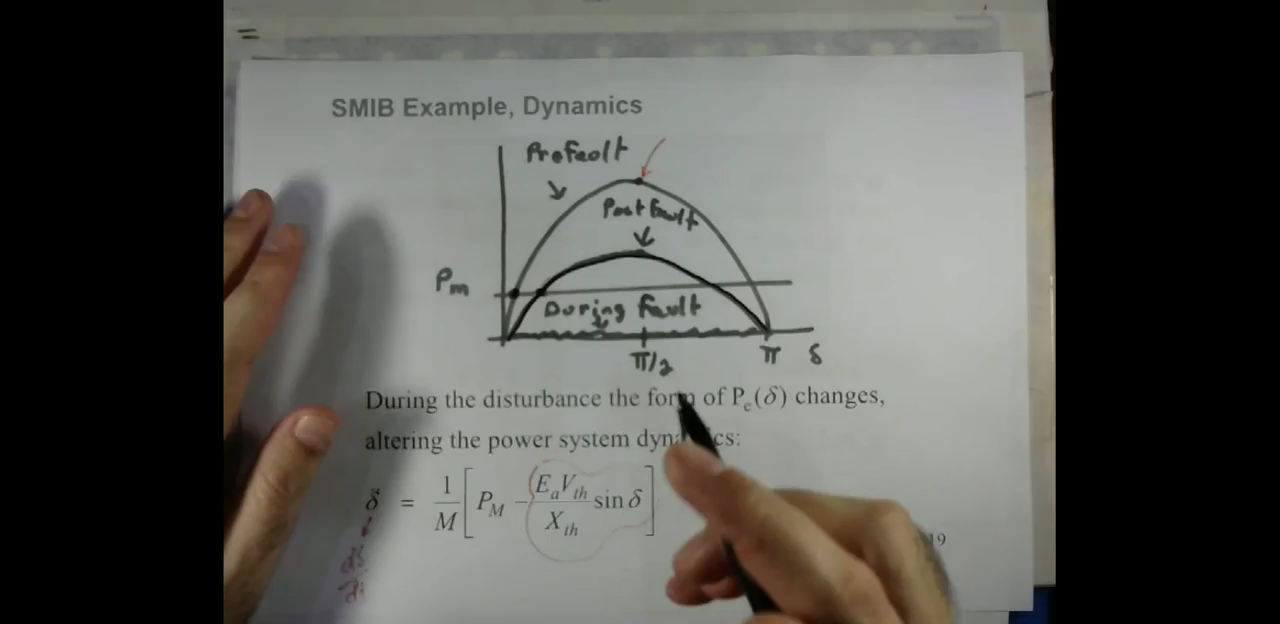 SMIB Example, Dynamics
Prefault
Post fault
Pm
During fault
π/2 π δ
During the disturbance the form of Pe(δ) changes,
altering the power system dynamics:
δ̈ = 1/M [ PM − EaVth/Xth sin δ ]
19